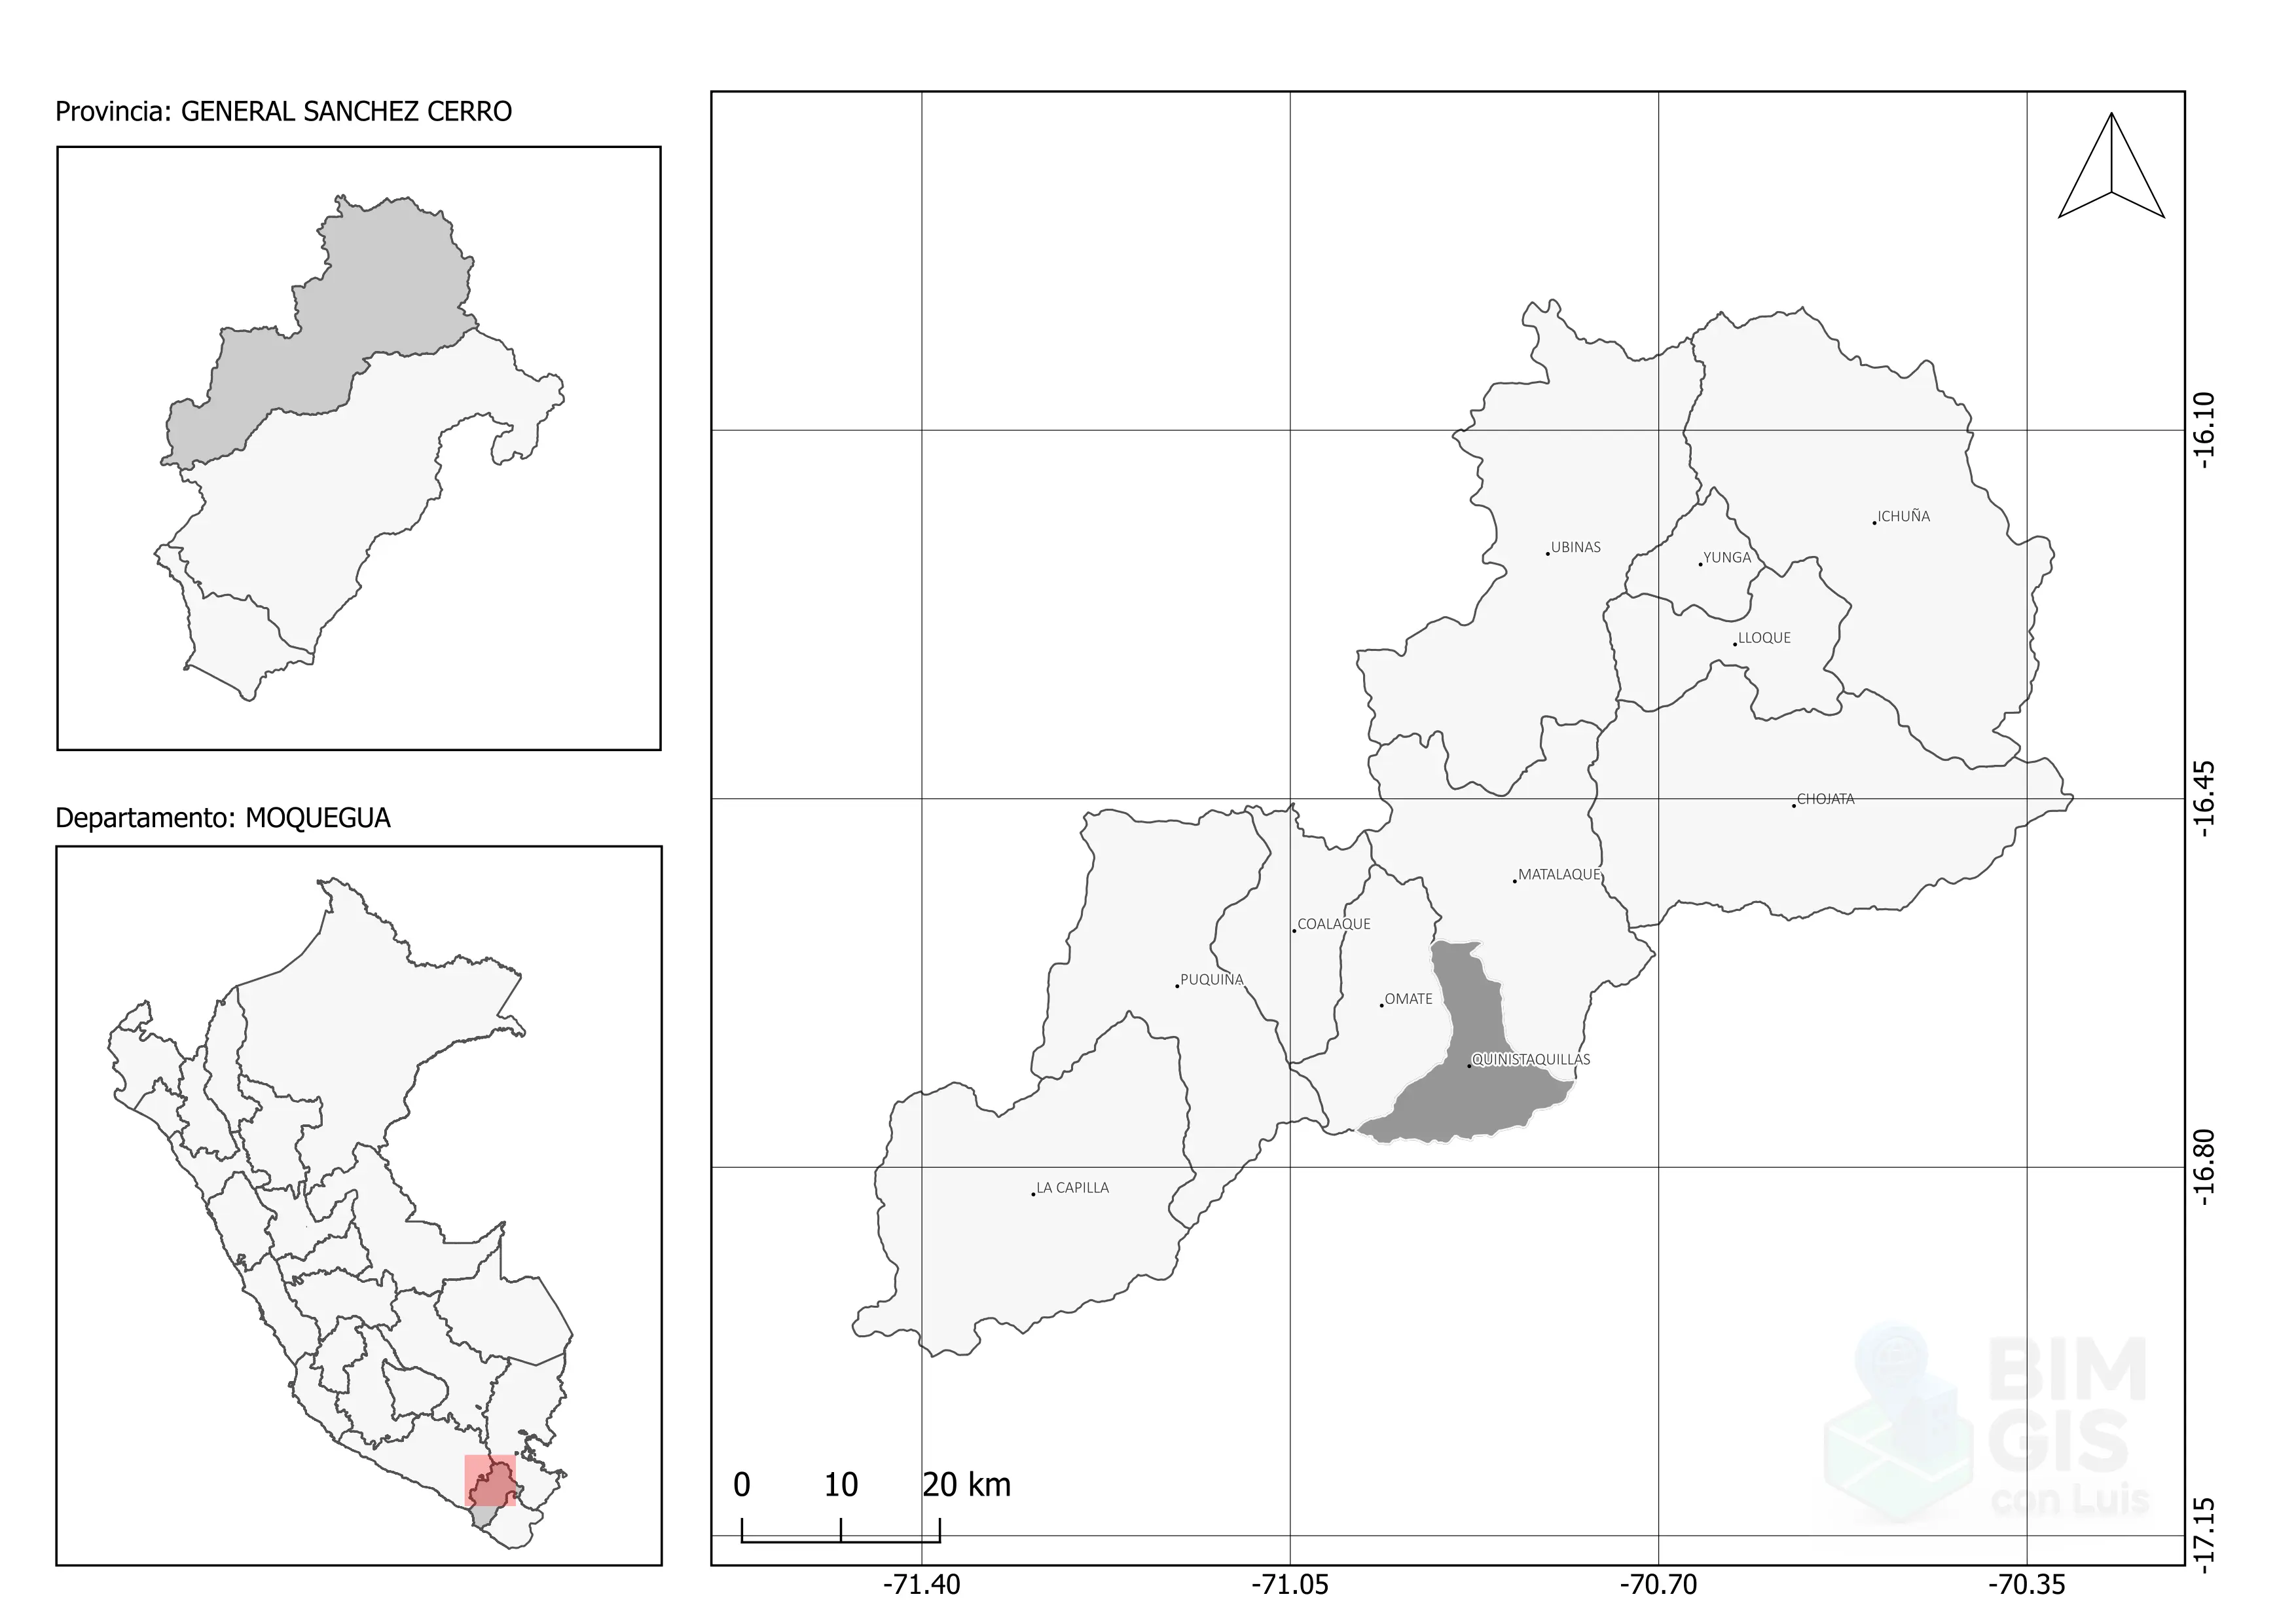 Provincia: GENERAL SANCHEZ CERRO
Departamento: MOQUEGUA
UBINAS
ICHUÑA
YUNGA
LLOQUE
CHOJATA
MATALAQUE
COALAQUE
PUQUINA
OMATE
QUINISTAQUILLAS
LA CAPILLA
-16.10
-16.45
-16.80
-17.15
0 10 20 km
-71.40 -71.05 -70.70 -70.35
BIM
GIS
con Luis